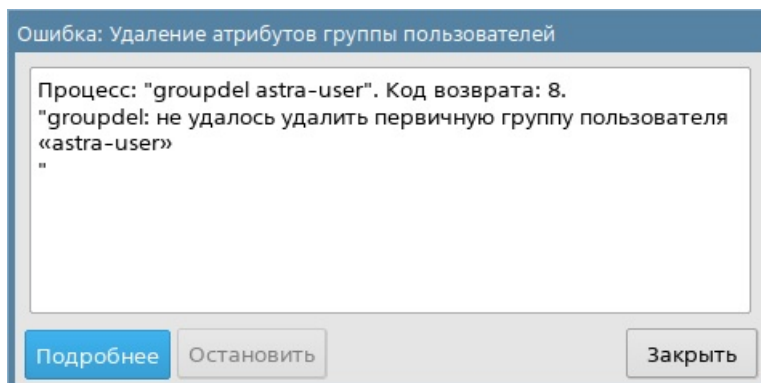 Ошибка: Удаление атрибутов группы пользователей
Процесс: "groupdel astra-user". Код возврата: 8.
"groupdel: не удалось удалить первичную группу пользователя
«astra-user»
"
Подробнее
Остановить
Закрыть